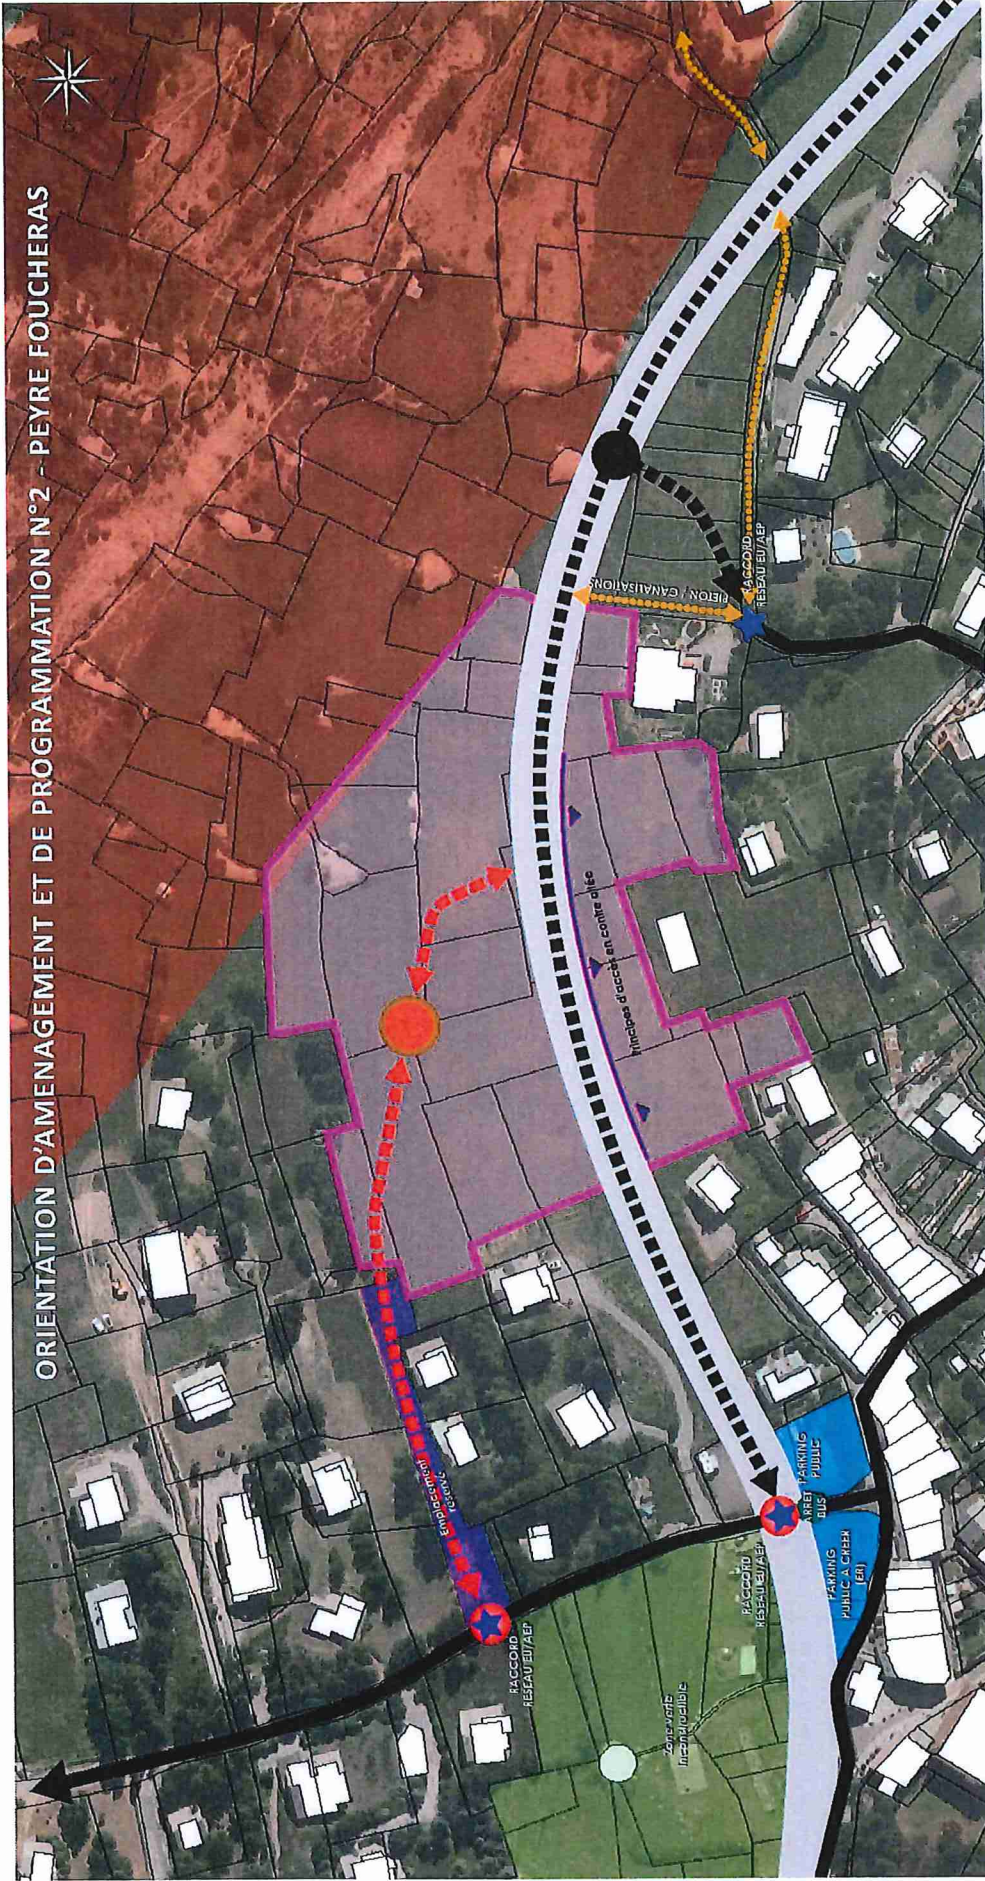 ORIENTATION D'AMENAGEMENT ET DE PROGRAMMATION N°2 - PEYRE FOUCHERAS
Emplacement
réservé
RACCORD
RESEAU EU/AEP
Zone verte
Inconstructible
RACCORD
RESEAU EU/AEP
ARRET
BUS
PARKING
PUBLIC
PARKING
PUBLIC A CREER
(ER)
Principes d'accès en contre allée
PIETON / CANALISATIONS
RACCORD
RESEAU EU/AEP